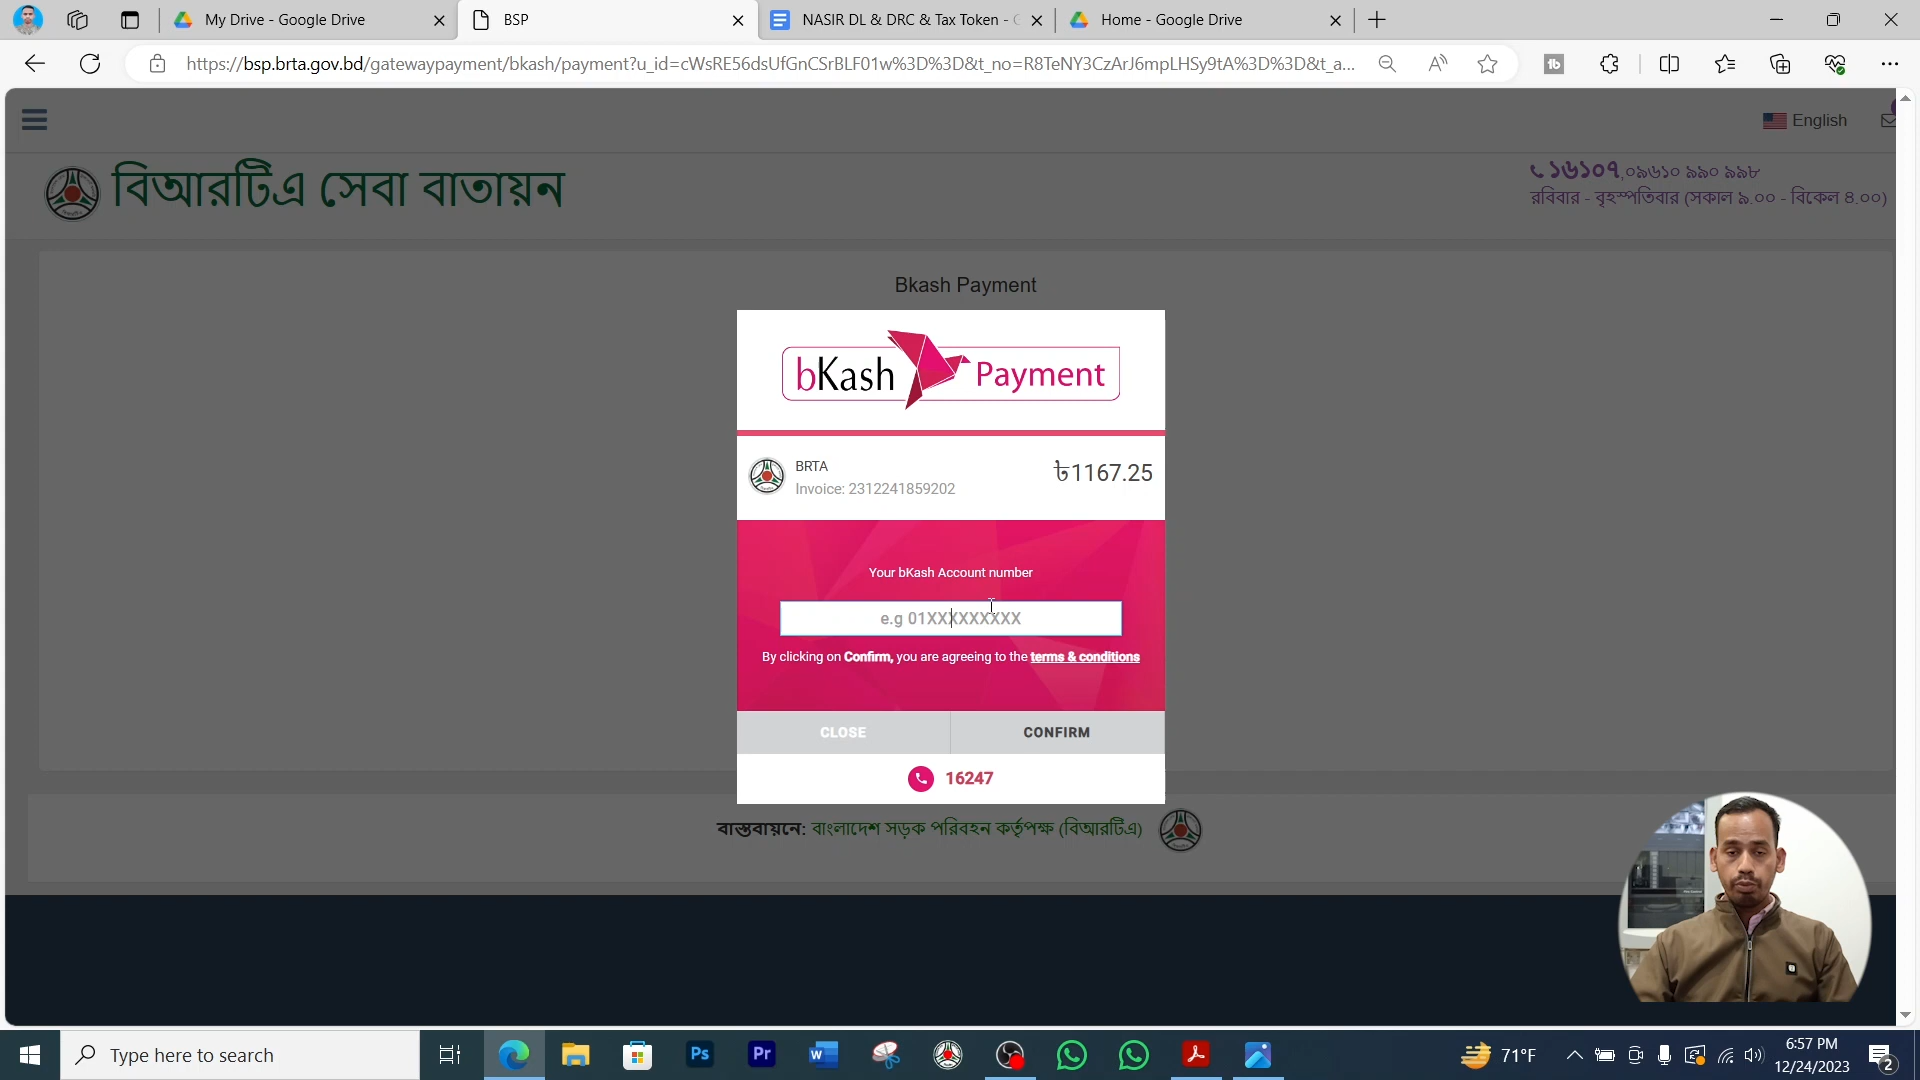 My Drive - Google Drive
BSP
NASIR DL & DRC & Tax Token -
Home - Google Drive
https://bsp.brta.gov.bd/gatewaypayment/bkash/payment?u_id=cWsRE56dsUfGnCSrBLF01w%3D%3D&t_no=R8TeNY3CzArJ6mpLHSy9tA%3D%3D&t_a...
English
বিআরটিএ সেবা বাতায়ন
১৬১০৭,০৯৬১০ ৯৯০ ৯৯৮
রবিবার - বৃহস্পতিবার (সকাল ৯.০০ - বিকেল ৪.০০)
Bkash Payment
bKash Payment
BRTA
৳1167.25
Invoice: 2312241859202
Your bKash Account number
e.g 01XXXXXXXXX
By clicking on Confirm, you are agreeing to the terms & conditions
CLOSE
CONFIRM
16247
বাস্তবায়নে: বাংলাদেশ সড়ক পরিবহন কর্তৃপক্ষ (বিআরটিএ)
Type here to search
Ps
Pr
W
71°F
6:57 PM
12/24/2023
2